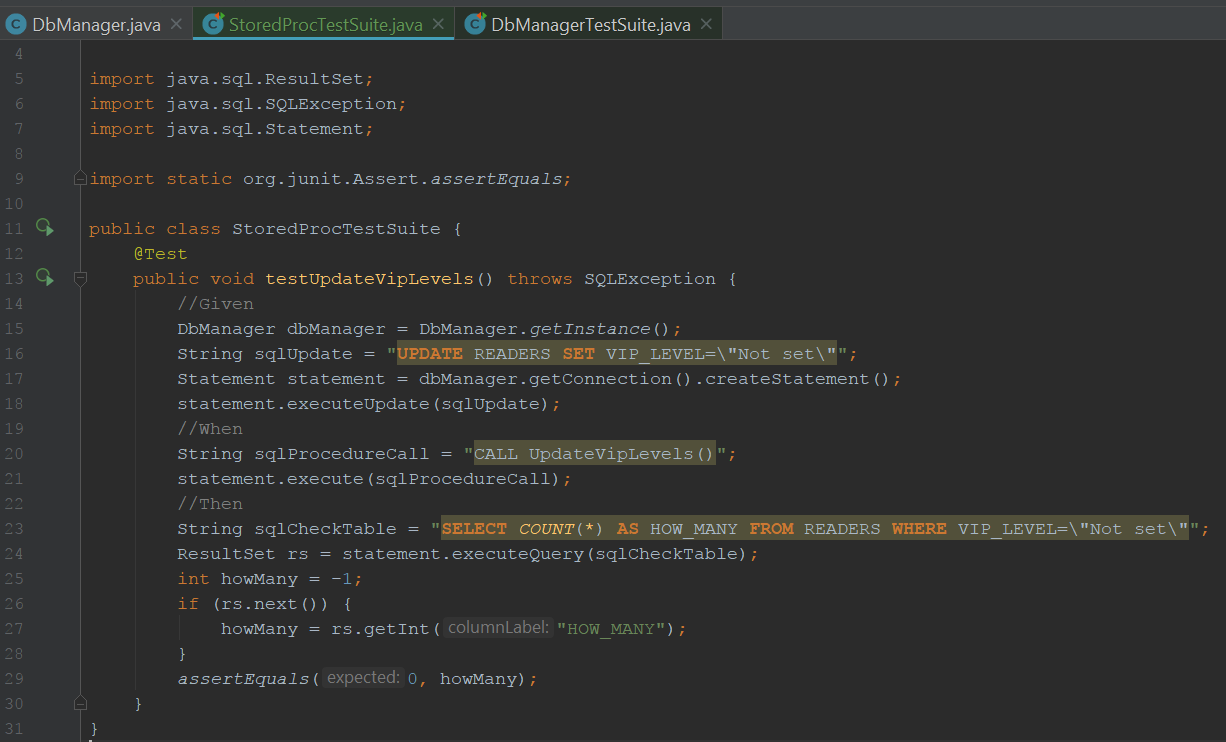 DbManager.java StoredProcTestSuite.java DbManagerTestSuite.java
4
5 import java.sql.ResultSet;
6 import java.sql.SQLException;
7 import java.sql.Statement;
8
9 import static org.junit.Assert.assertEquals;
10
11 public class StoredProcTestSuite {
12 @Test
13 public void testUpdateVipLevels() throws SQLException {
14 //Given
15 DbManager dbManager = DbManager.getInstance();
16 String sqlUpdate = "UPDATE READERS SET VIP_LEVEL=\"Not set\"";
17 Statement statement = dbManager.getConnection().createStatement();
18 statement.executeUpdate(sqlUpdate);
19 //When
20 String sqlProcedureCall = "CALL UpdateVipLevels()";
21 statement.execute(sqlProcedureCall);
22 //Then
23 String sqlCheckTable = "SELECT COUNT(*) AS HOW_MANY FROM READERS WHERE VIP_LEVEL=\"Not set\"";
24 ResultSet rs = statement.executeQuery(sqlCheckTable);
25 int howMany = -1;
26 if (rs.next()) {
27 howMany = rs.getInt( columnLabel: "HOW_MANY");
28 }
29 assertEquals( expected: 0, howMany);
30 }
31 }